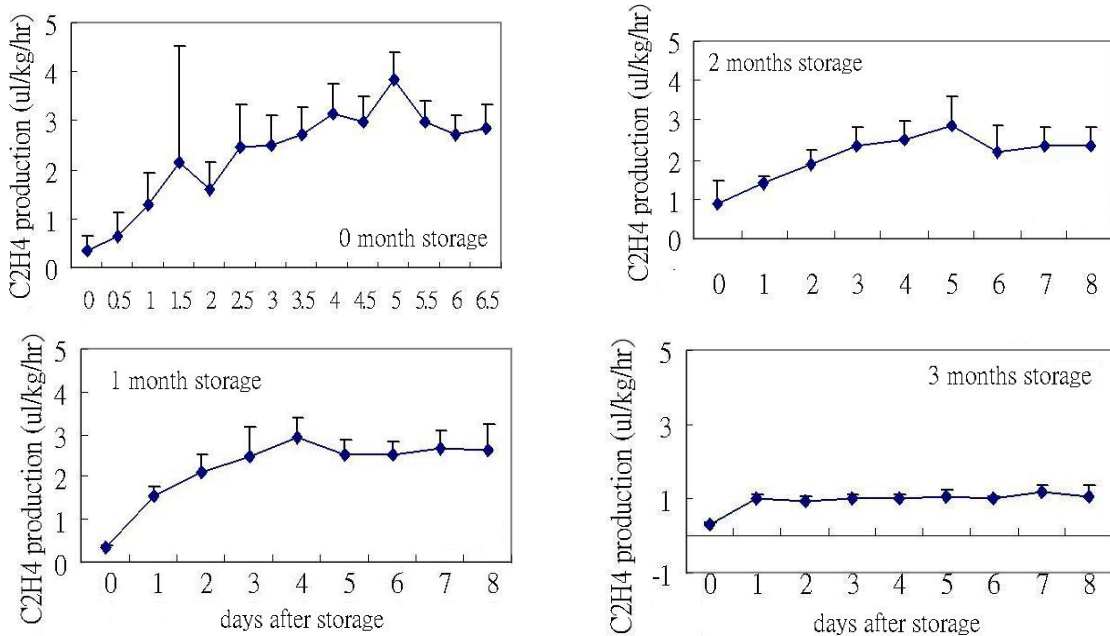 C2H4 production (ul/kg/hr)
5
4
3
2
1
0
0 month storage
0 0.5 1 1.5 2 2.5 3 3.5 4 4.5 5 5.5 6 6.5
C2H4 production (ul/kg/hr)
5
4
3
2
1
0
2 months storage
0 1 2 3 4 5 6 7 8
C2H4 production (ul/kg/hr)
5
4
3
2
1
0
1 month storage
0 1 2 3 4 5 6 7 8
days after storage
C2H4 production (ul/kg/hr)
5
3
1
-1
3 months storage
0 1 2 3 4 5 6 7 8
days after storage